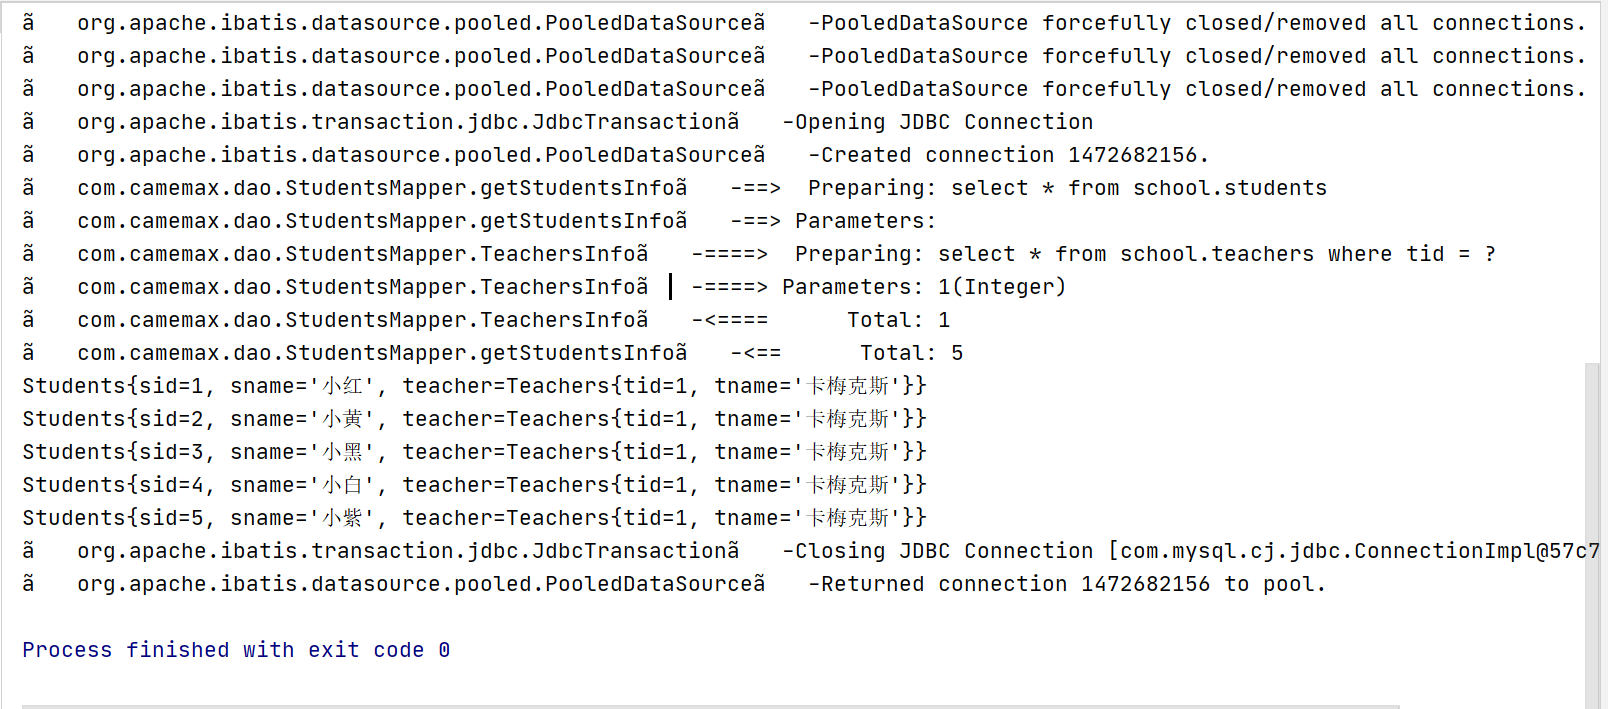 ã org.apache.ibatis.datasource.pooled.PooledDataSourceã -PooledDataSource forcefully closed/removed all connections.
ã org.apache.ibatis.datasource.pooled.PooledDataSourceã -PooledDataSource forcefully closed/removed all connections.
ã org.apache.ibatis.datasource.pooled.PooledDataSourceã -PooledDataSource forcefully closed/removed all connections.
ã org.apache.ibatis.transaction.jdbc.JdbcTransactionã -Opening JDBC Connection
ã org.apache.ibatis.datasource.pooled.PooledDataSourceã -Created connection 1472682156.
ã com.camemax.dao.StudentsMapper.getStudentsInfoã -==> Preparing: select * from school.students
ã com.camemax.dao.StudentsMapper.getStudentsInfoã -==> Parameters:
ã com.camemax.dao.StudentsMapper.TeachersInfoã -====> Preparing: select * from school.teachers where tid = ?
ã com.camemax.dao.StudentsMapper.TeachersInfoã -====> Parameters: 1(Integer)
ã com.camemax.dao.StudentsMapper.TeachersInfoã -<==== Total: 1
ã com.camemax.dao.StudentsMapper.getStudentsInfoã -<== Total: 5
Students{sid=1, sname='小红', teacher=Teachers{tid=1, tname='卡梅克斯'}}
Students{sid=2, sname='小黄', teacher=Teachers{tid=1, tname='卡梅克斯'}}
Students{sid=3, sname='小黑', teacher=Teachers{tid=1, tname='卡梅克斯'}}
Students{sid=4, sname='小白', teacher=Teachers{tid=1, tname='卡梅克斯'}}
Students{sid=5, sname='小紫', teacher=Teachers{tid=1, tname='卡梅克斯'}}
ã org.apache.ibatis.transaction.jdbc.JdbcTransactionã -Closing JDBC Connection [com.mysql.cj.jdbc.ConnectionImpl@57c7
ã org.apache.ibatis.datasource.pooled.PooledDataSourceã -Returned connection 1472682156 to pool.
Process finished with exit code 0